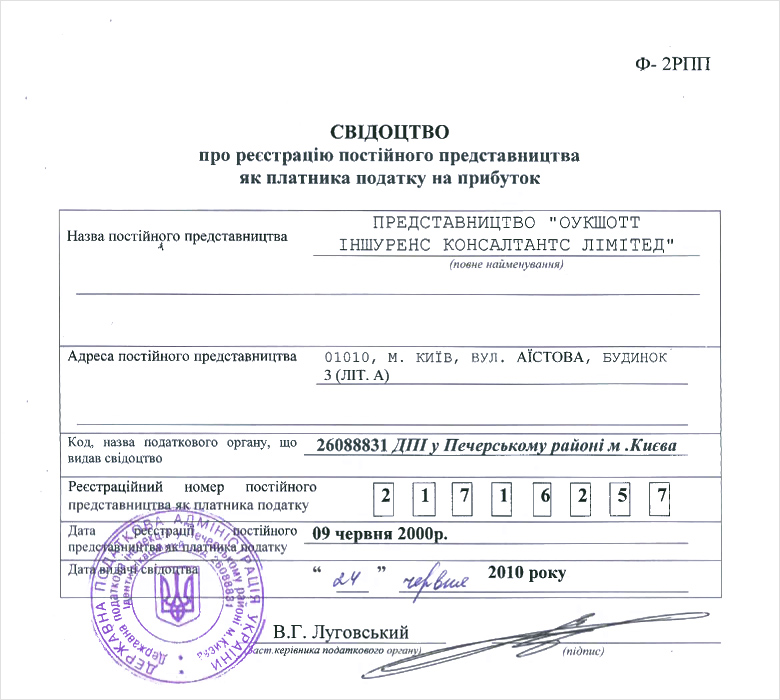 Ф- 2РПП
СВІДОЦТВО
про реєстрацію постійного представництва
як платника податку на прибуток
Назва постійного представництва
ПРЕДСТАВНИЦТВО "ОУКШОТТ
ІНШУРЕНС КОНСАЛТАНТС ЛІМІТЕД"
(повне найменування)
Адреса постійного представництва
01010, М. КИЇВ, ВУЛ. АЇСТОВА, БУДИНОК
3 (ЛІТ. А)
Код, назва податкового органу, що
видав свідоцтво
26088831 ДПІ у Печерському районі м .Києва
Реєстраційний номер постійного
представництва як платника податку
2 1 7 1 6 2 5 7
Дата реєстрації постійного
представництва як платника податку
09 червня 2000р.
Дата видачі свідоцтва
“ 24 ” червня 2010 року
ДЕРЖАВНА ПОДАТКОВА АДМІНІСТРАЦІЯ УКРАЇНИ
Державна податкова інспекція у Печерському районі м.Києва
Ідентифікаційний код 26088831
В.Г. Луговський
(заст.керівника податкового органу)
(підпис)